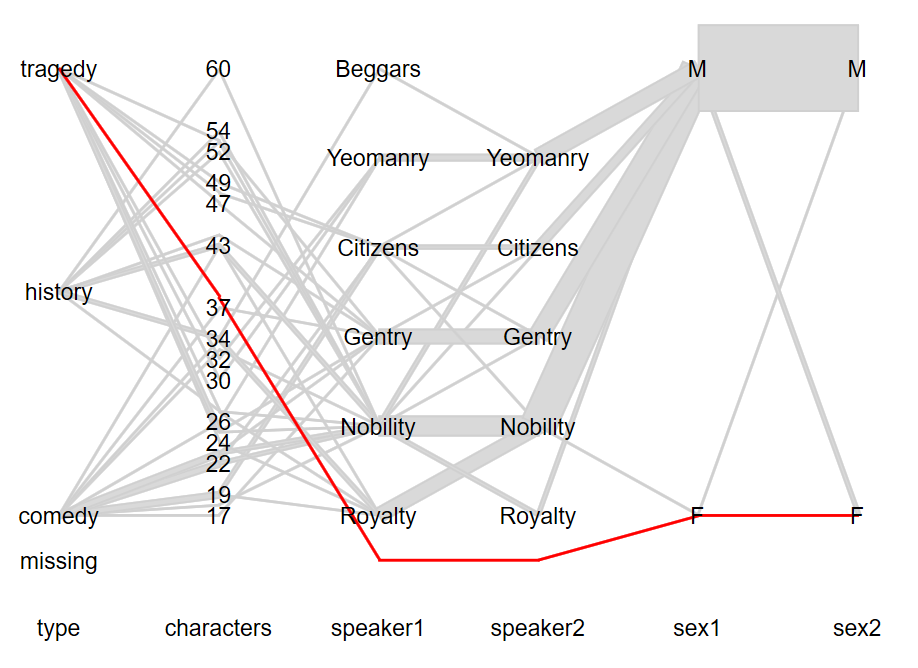 tragedy 60 Beggars M M
54
52 Yeomanry Yeomanry
49
47
43 Citizens Citizens
history
37
34 Gentry Gentry
32
30
26 Nobility Nobility
24
22
19
comedy 17 Royalty Royalty F F
missing
type characters speaker1 speaker2 sex1 sex2